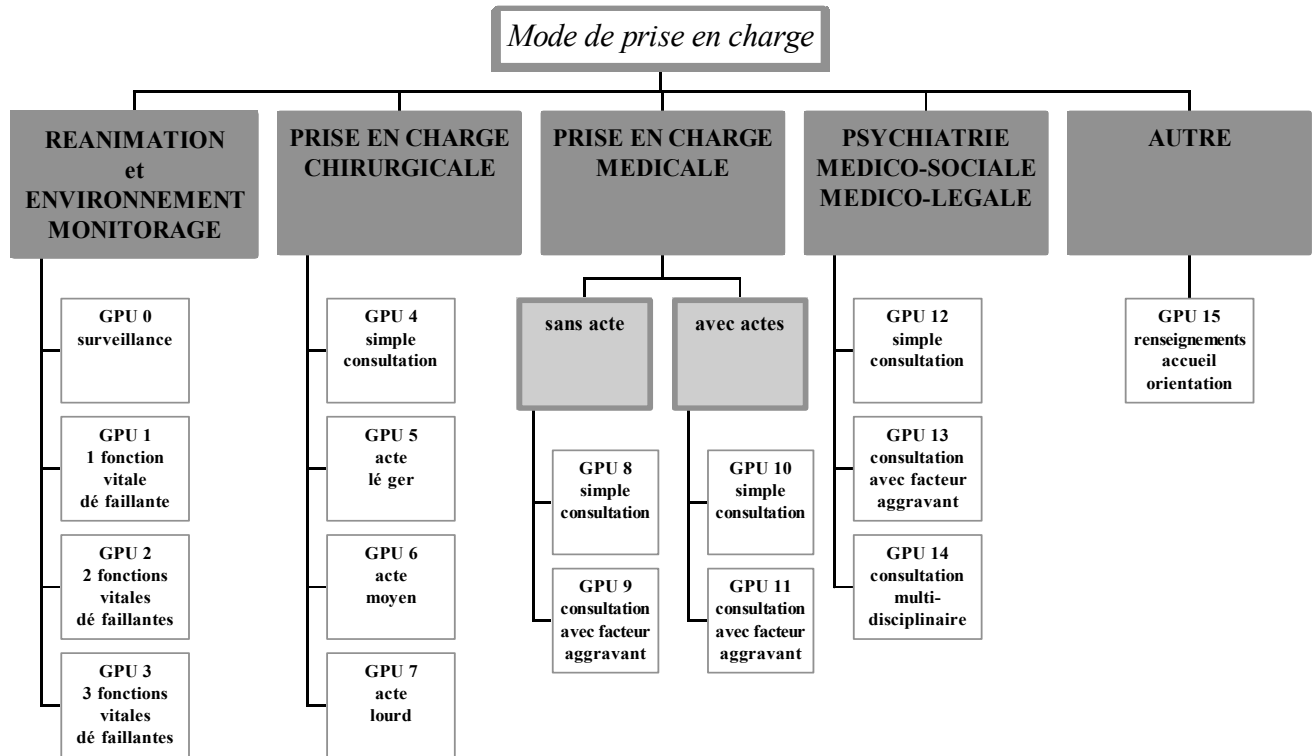 Mode de prise en charge
REANIMATION
et
ENVIRONNEMENT
MONITORAGE
PRISE EN CHARGE
CHIRURGICALE
PRISE EN CHARGE
MEDICALE
PSYCHIATRIE
MEDICO-SOCIALE
MEDICO-LEGALE
AUTRE
GPU 0
surveillance
GPU 1
1 fonction
vitale
dé faillante
GPU 2
2 fonctions
vitales
dé faillantes
GPU 3
3 fonctions
vitales
dé faillantes
GPU 4
simple
consultation
GPU 5
acte
lé ger
GPU 6
acte
moyen
GPU 7
acte
lourd
sans acte
avec actes
GPU 8
simple
consultation
GPU 9
consultation
avec facteur
aggravant
GPU 10
simple
consultation
GPU 11
consultation
avec facteur
aggravant
GPU 12
simple
consultation
GPU 13
consultation
avec facteur
aggravant
GPU 14
consultation
multi-
disciplinaire
GPU 15
renseignements
accueil
orientation